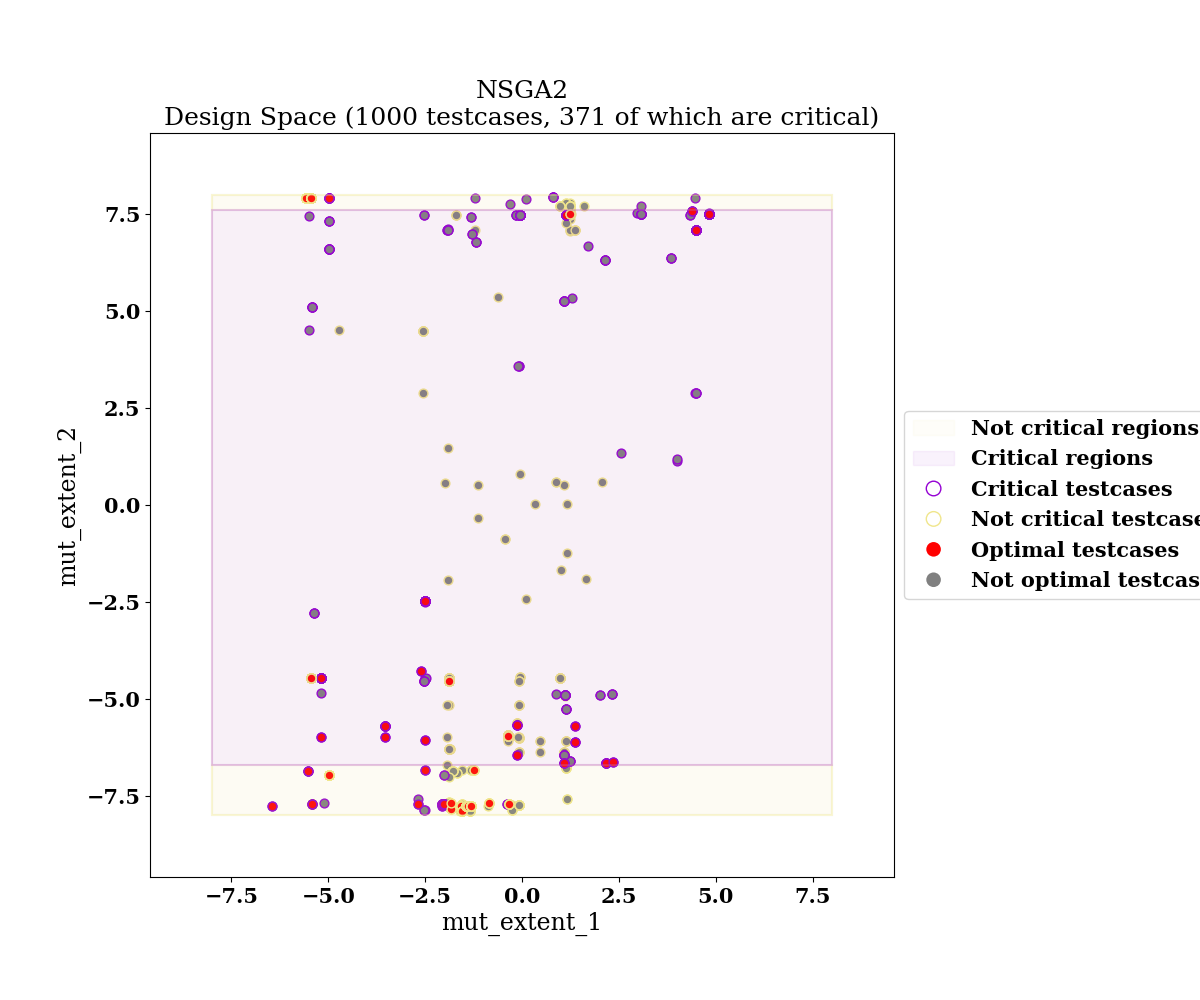 NSGA2
Design Space (1000 testcases, 371 of which are critical)
7.5
5.0
2.5
0.0
−2.5
−5.0
−7.5
mut_extent_2
−7.5 −5.0 −2.5 0.0 2.5 5.0 7.5
mut_extent_1
Not critical regions
Critical regions
Critical testcases
Not critical testcase
Optimal testcases
Not optimal testcas